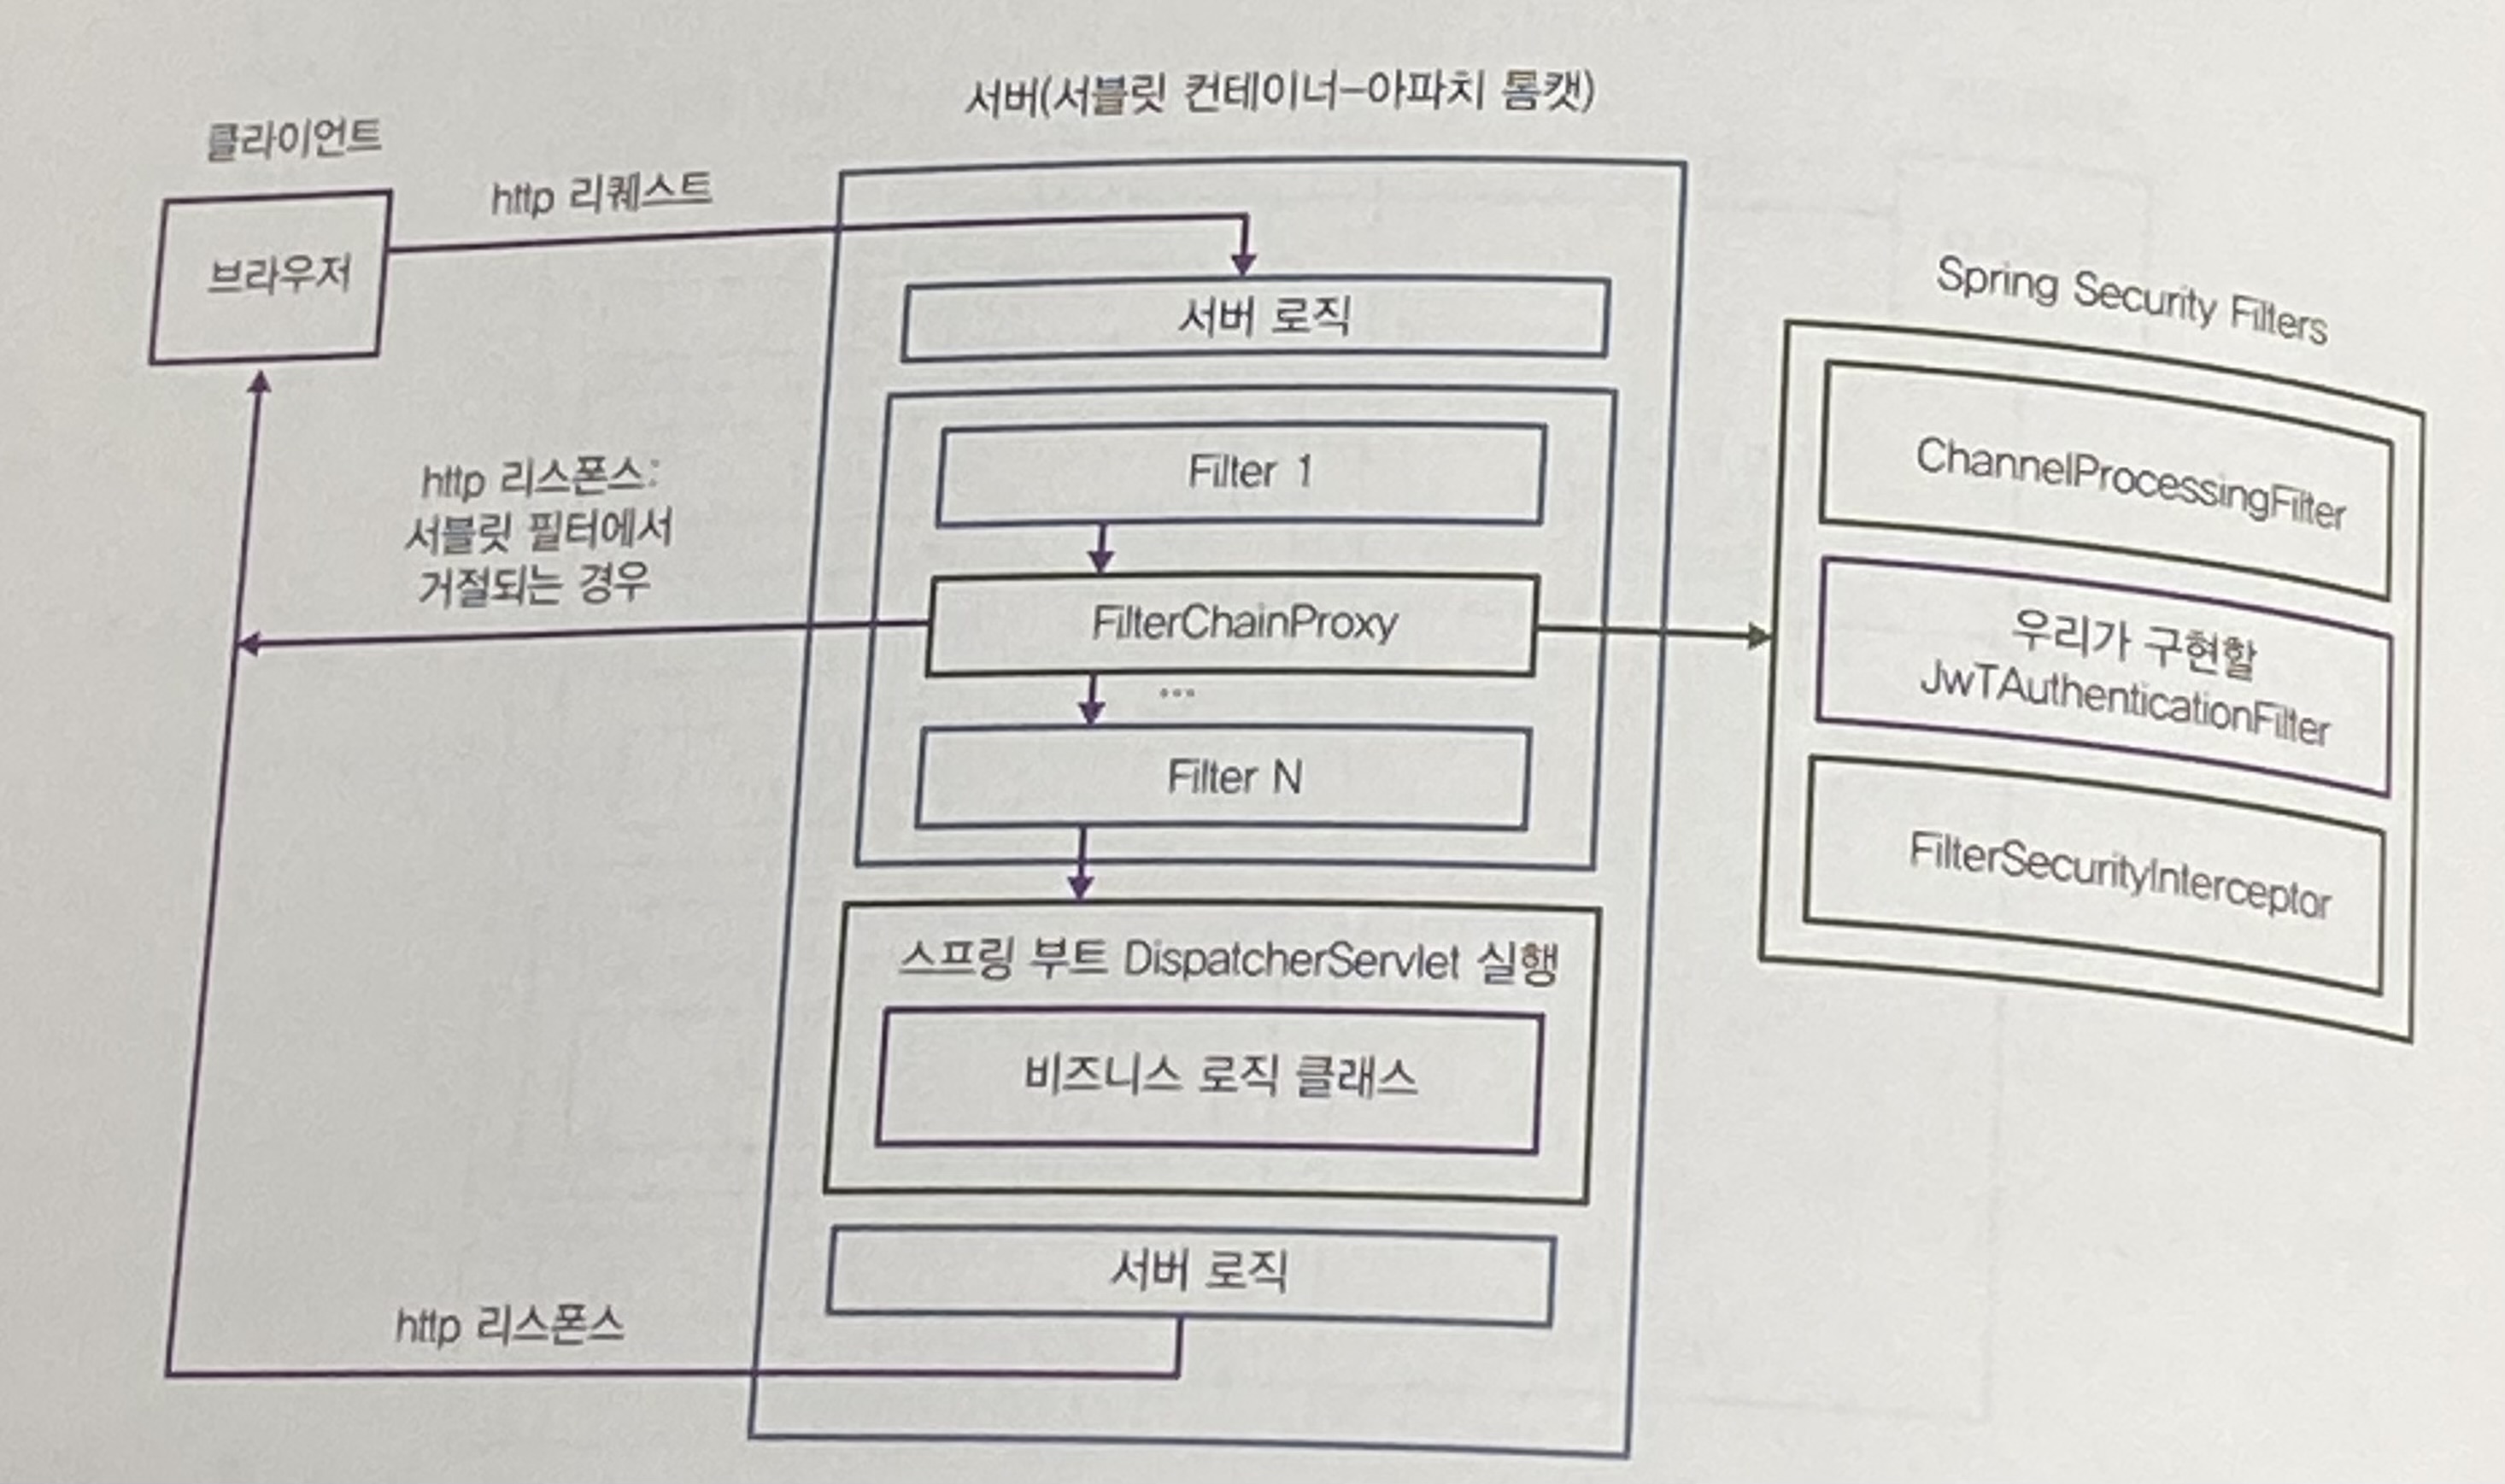 서버(서블릿 컨테이너-아파치 톰캣)
클라이언트
http 리퀘스트
브라우저
서버 로직
Spring Security Filters
Filter 1
ChannelProcessingFilter
http 리스폰스:
서블릿 필터에서
거절되는 경우
FilterChainProxy
우리가 구현할
JwTAuthenticationFilter
...
Filter N
FilterSecurityInterceptor
스프링 부트 DispatcherServlet 실행
비즈니스 로직 클래스
서버 로직
http 리스폰스